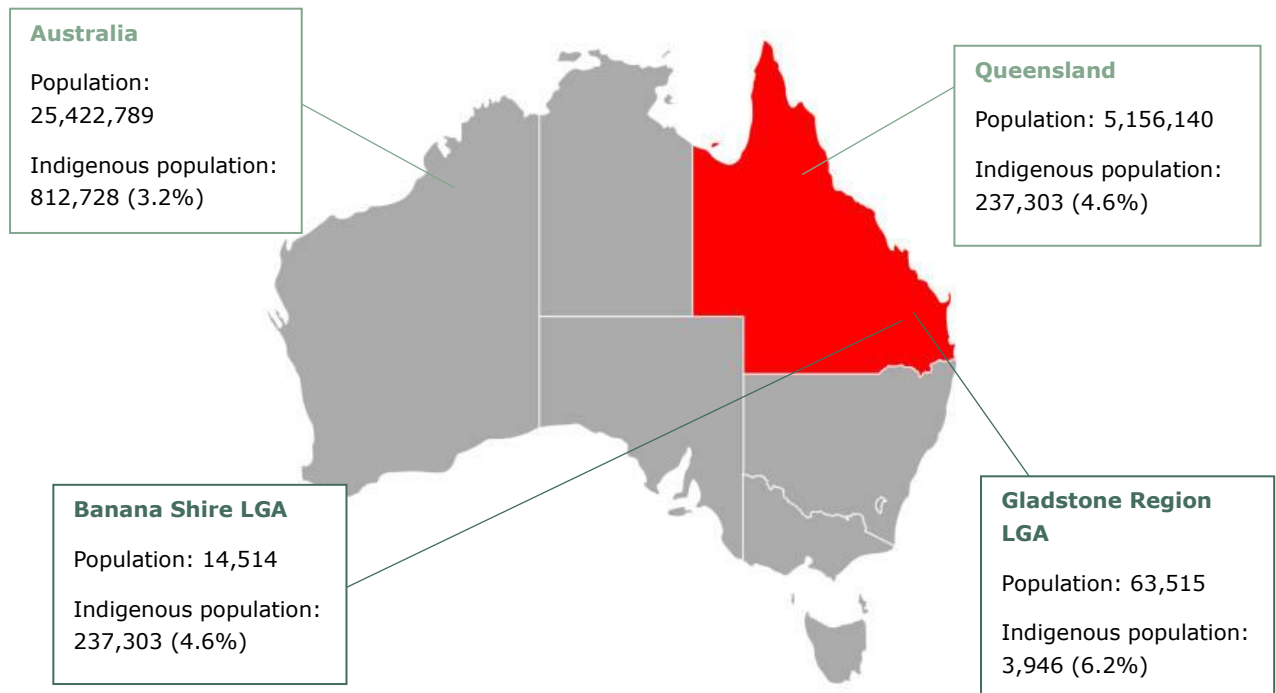 Australia
Population:
25,422,789
Indigenous population:
812,728 (3.2%)
Queensland
Population: 5,156,140
Indigenous population:
237,303 (4.6%)
Banana Shire LGA
Population: 14,514
Indigenous population:
237,303 (4.6%)
Gladstone Region
LGA
Population: 63,515
Indigenous population:
3,946 (6.2%)